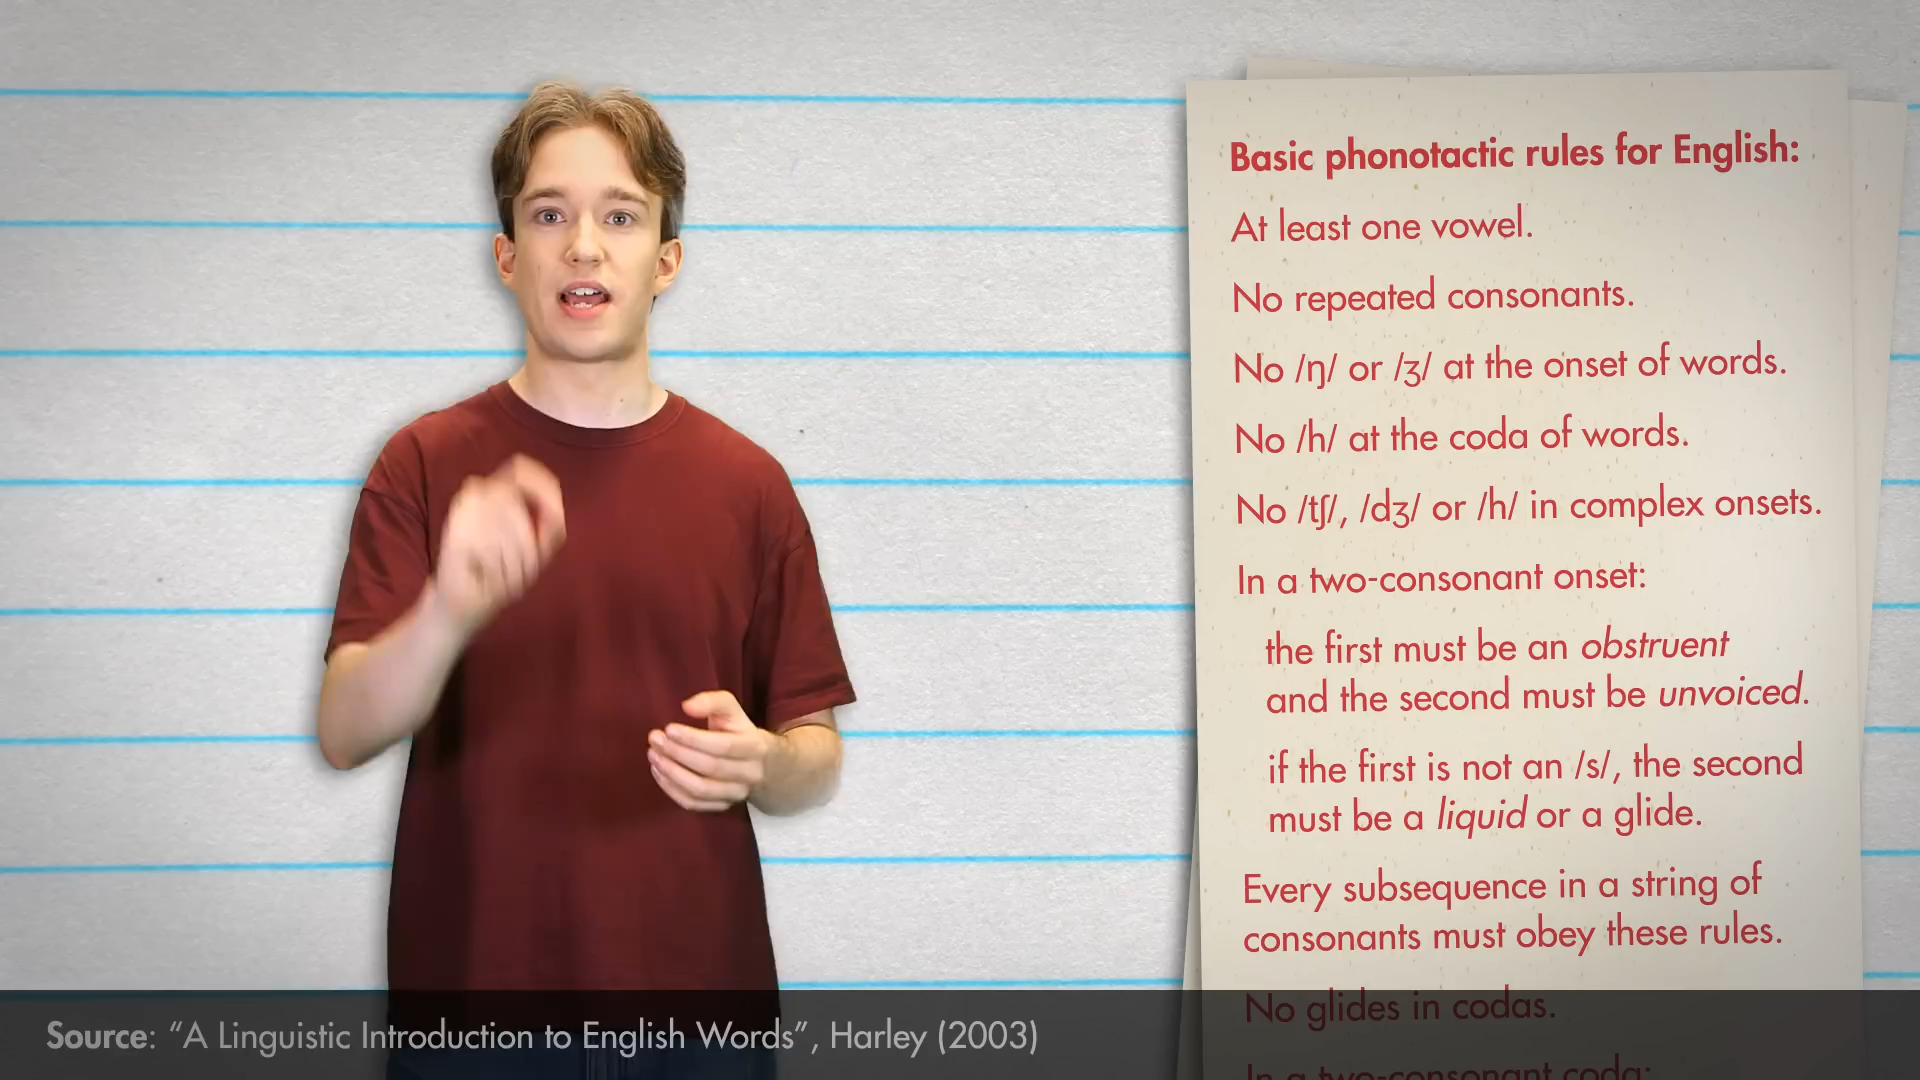 Basic phonotactic rules for English:
At least one vowel.
No repeated consonants.
No /ŋ/ or /ʒ/ at the onset of words.
No /h/ at the coda of words.
No /tʃ/, /dʒ/ or /h/ in complex onsets.
In a two-consonant onset:
the first must be an obstruent
and the second must be unvoiced.
if the first is not an /s/, the second
must be a liquid or a glide.
Every subsequence in a string of
consonants must obey these rules.
No glides in codas.
In a two-consonant coda:
Source: “A Linguistic Introduction to English Words”, Harley (2003)